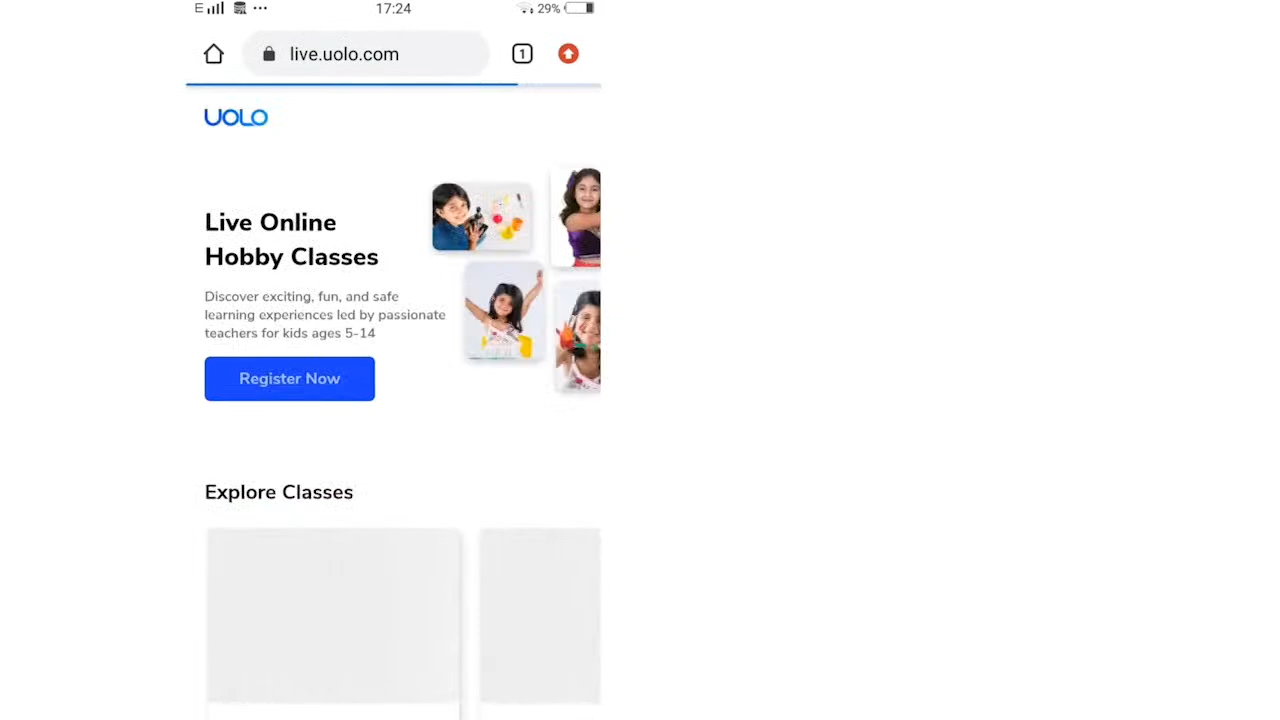 E 17:24 29%
live.uolo.com 1
UOLO
Live Online
Hobby Classes
Discover exciting, fun, and safe
learning experiences led by passionate
teachers for kids ages 5-14
Register Now
Explore Classes